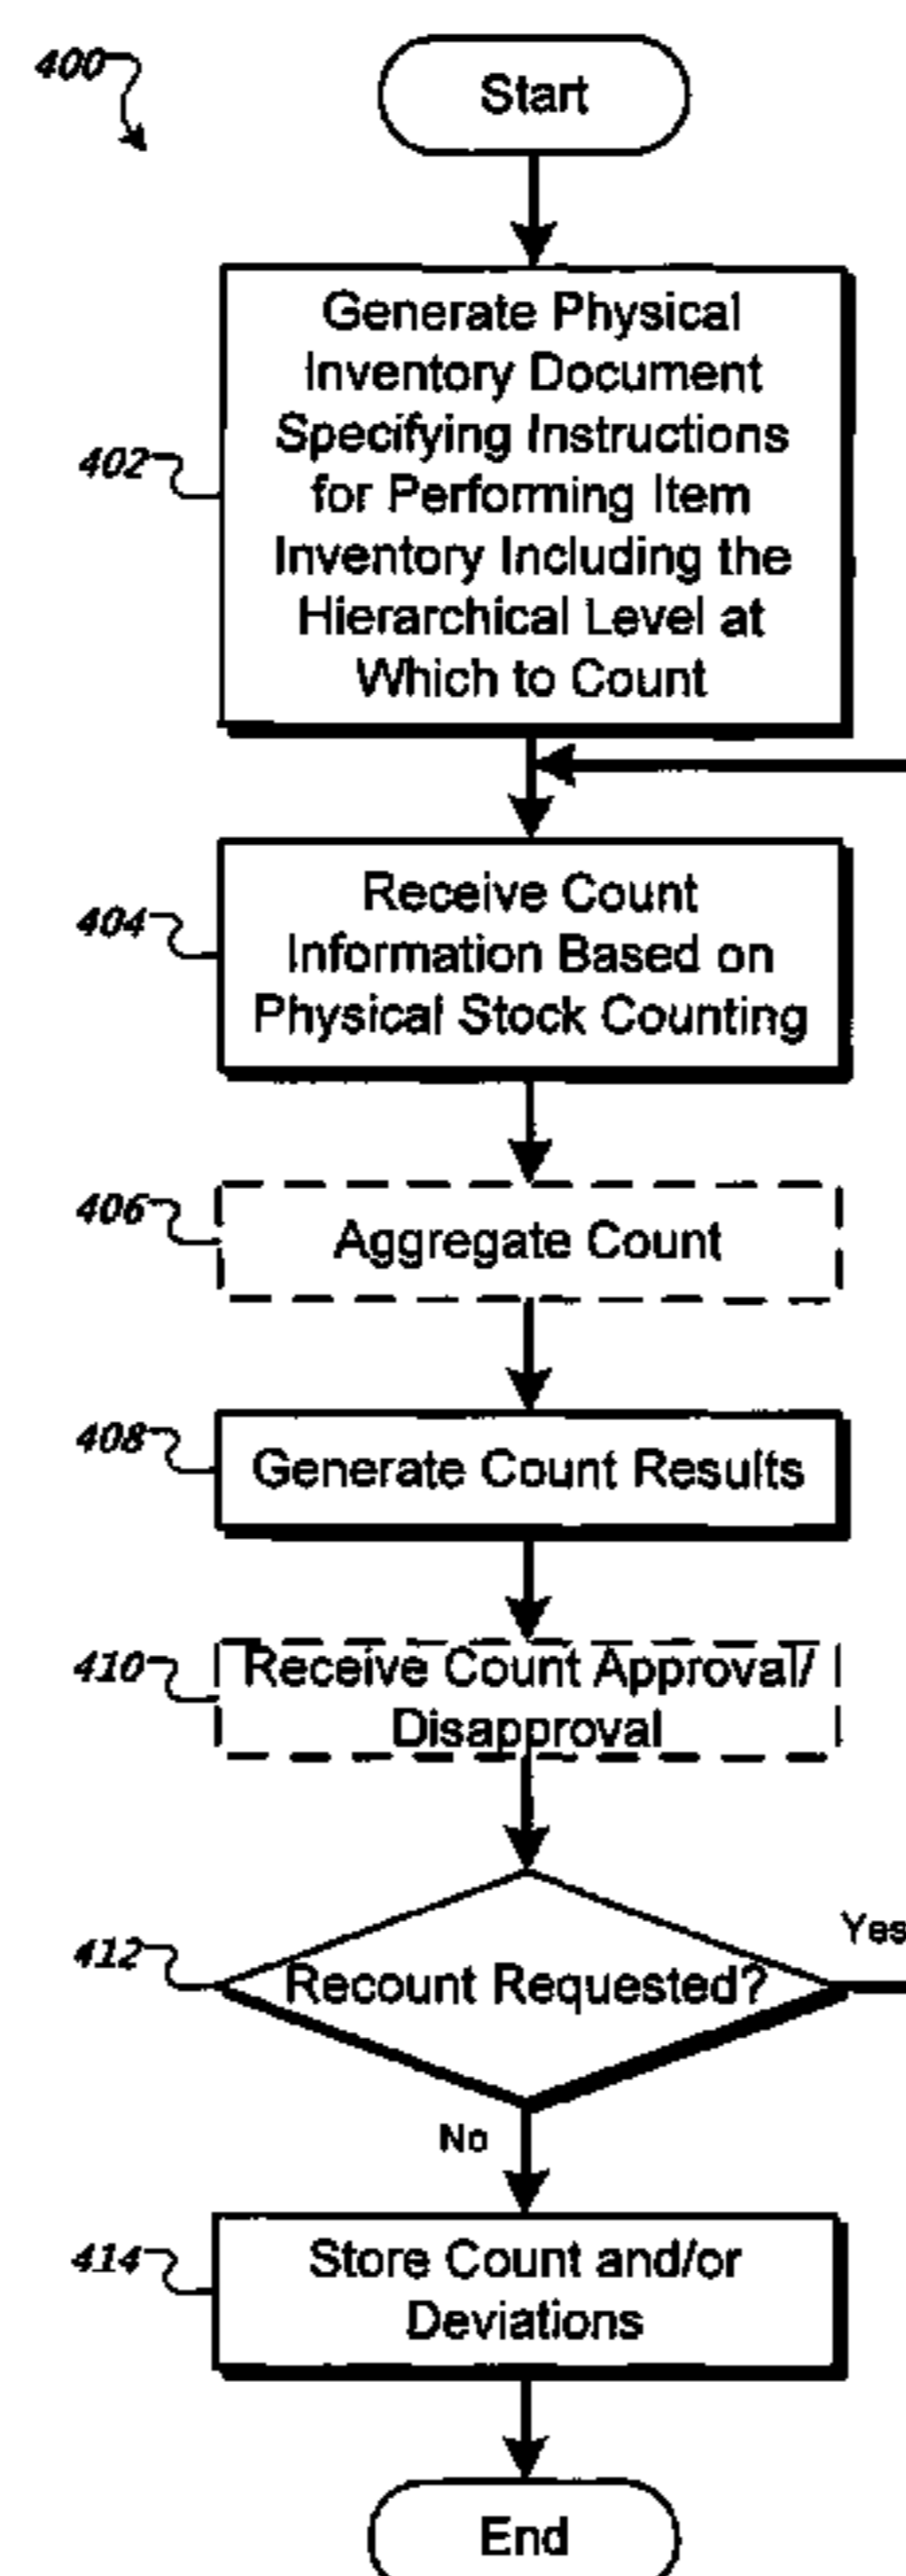 400
Start
402
Generate Physical
Inventory Document
Specifying Instructions
for Performing Item
Inventory Including the
Hierarchical Level at
Which to Count
404
Receive Count
Information Based on
Physical Stock Counting
406
Aggregate Count
408
Generate Count Results
410
Receive Count Approval/
Disapproval
412
Recount Requested?
Yes
No
414
Store Count and/or
Deviations
End